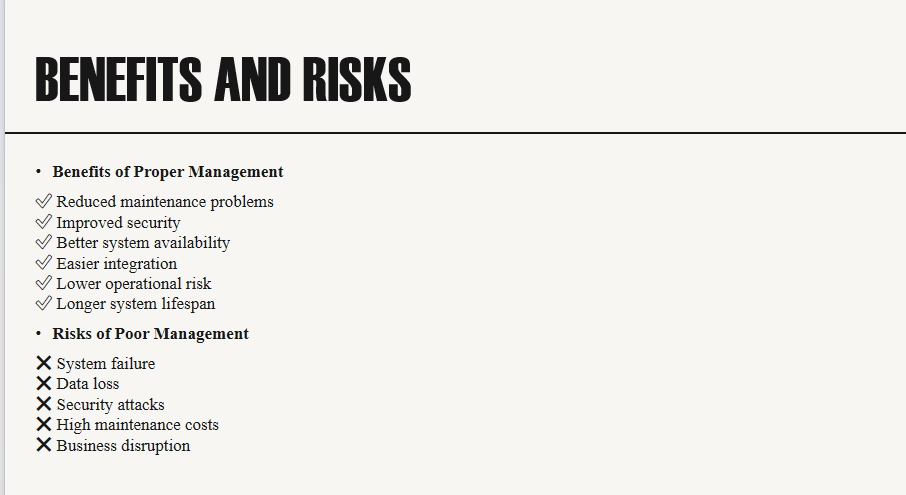 BENEFITS AND RISKS
• Benefits of Proper Management
✅ Reduced maintenance problems
✅ Improved security
✅ Better system availability
✅ Easier integration
✅ Lower operational risk
✅ Longer system lifespan
• Risks of Poor Management
❌ System failure
❌ Data loss
❌ Security attacks
❌ High maintenance costs
❌ Business disruption